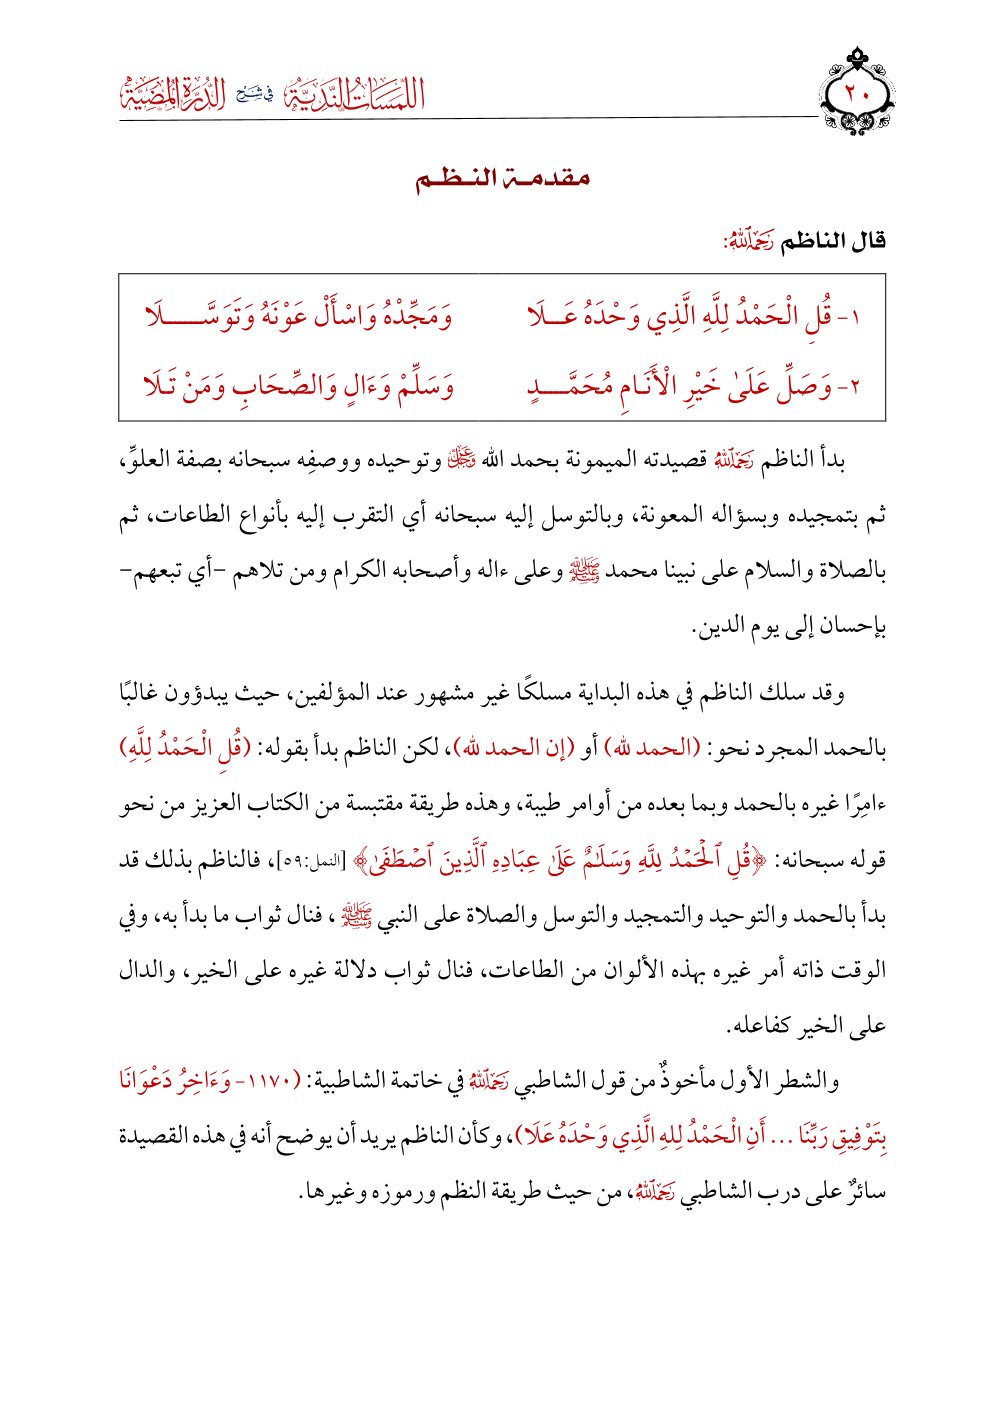 ٢٠
اللمسات الندية في شرح الدرة المضية
مقدمة النظم
قال الناظم رَحِمَهُ ٱللَّهُ:
١- قُلِ الْحَمْدُ لِلَّهِ الَّذِي وَحْدَهُ عَـــلَا وَمَجِّدْهُ وَاسْأَلْ عَوْنَهُ وَتَوَسَّــــــلَا
٢- وَصَلِّ عَلَىٰ خَيْرِ الْأَنَـامِ مُحَمَّـــــدٍ وَسَلِّمْ وَءَالٍ وَالصِّحَابِ وَمَنْ تَـلَا
بدأ الناظم رَحِمَهُ ٱللَّهُ قصيدته الميمونة بحمد الله عَزَّوَجَلَّ وتوحيده ووصفِه سبحانه بصفة العلوِّ،
ثم بتمجيده وبسؤاله المعونة، وبالتوسل إليه سبحانه أي التقرب إليه بأنواع الطاعات، ثم
بالصلاة والسلام على نبينا محمد ﷺ وعلى ءاله وأصحابه الكرام ومن تلاهم -أي تبعهم-
بإحسان إلى يوم الدين.
وقد سلك الناظم في هذه البداية مسلكًا غير مشهور عند المؤلفين، حيث يبدؤون غالبًا
بالحمد المجرد نحو: (الحمد لله) أو (إن الحمد لله)، لكن الناظم بدأ بقوله: (قُلِ الْحَمْدُ لِلَّهِ)
ءامِرًا غيره بالحمد وبما بعده من أوامر طيبة، وهذه طريقة مقتبسة من الكتاب العزيز من نحو
قوله سبحانه: ﴿قُلِ ٱلْحَمْدُ لِلَّهِ وَسَلَٰمٌ عَلَىٰ عِبَادِهِ ٱلَّذِينَ ٱصْطَفَىٰ﴾ [النمل:٥٩]، فالناظم بذلك قد
بدأ بالحمد والتوحيد والتمجيد والتوسل والصلاة على النبي ﷺ ، فنال ثواب ما بدأ به، وفي
الوقت ذاته أمر غيره بهذه الألوان من الطاعات، فنال ثواب دلالة غيره على الخير، والدال
على الخير كفاعله.
والشطر الأول مأخوذٌ من قول الشاطبي رَحِمَهُ ٱللَّهُ في خاتمة الشاطبية: (١١٧٠- وَءَاخِرُ دَعْوَانَا
بِتَوْفِيقِ رَبِّنَا ... أَنِ الْحَمْدُ لِلهِ الَّذِي وَحْدَهُ عَلَا)، وكأن الناظم يريد أن يوضح أنه في هذه القصيدة
سائرٌ على درب الشاطبي رَحِمَهُ ٱللَّهُ، من حيث طريقة النظم ورموزه وغيرها.